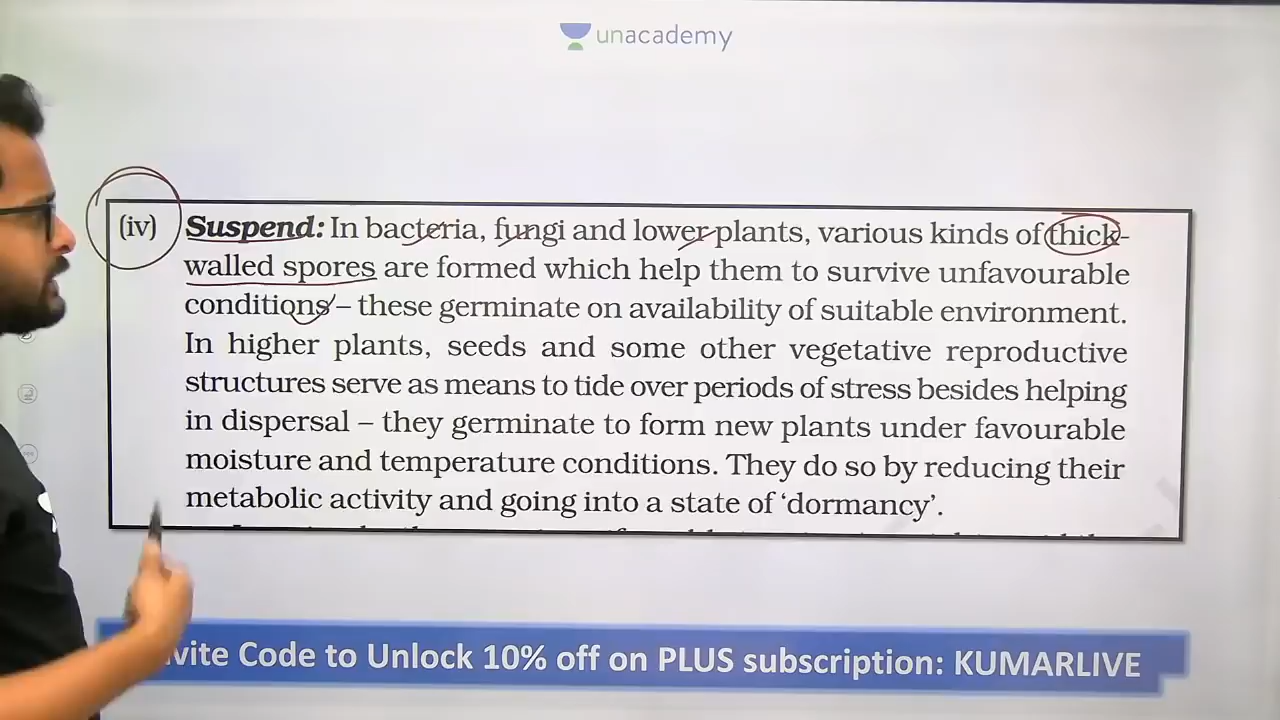 unacademy
(iv) Suspend: In bacteria, fungi and lower plants, various kinds of thick-
walled spores are formed which help them to survive unfavourable
conditions – these germinate on availability of suitable environment.
In higher plants, seeds and some other vegetative reproductive
structures serve as means to tide over periods of stress besides helping
in dispersal – they germinate to form new plants under favourable
moisture and temperature conditions. They do so by reducing their
metabolic activity and going into a state of ‘dormancy’.
Code to Unlock 10% off on PLUS subscription: KUMARLIVE